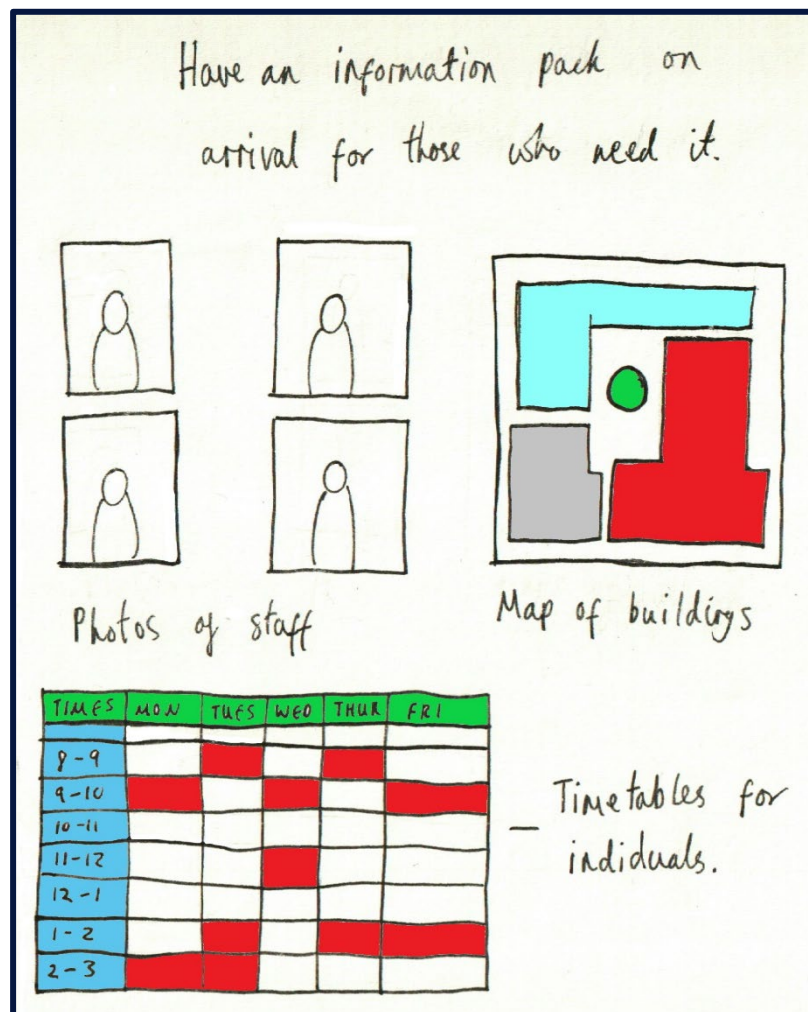 Have an information pack on
arrival for those who need it.
Photos of staff
Map of buildings
TIMES MON TUES WED THUR FRI
8-9
9-10
10-11
11-12
12-1
1-2
2-3
— Timetables for
indiduals.